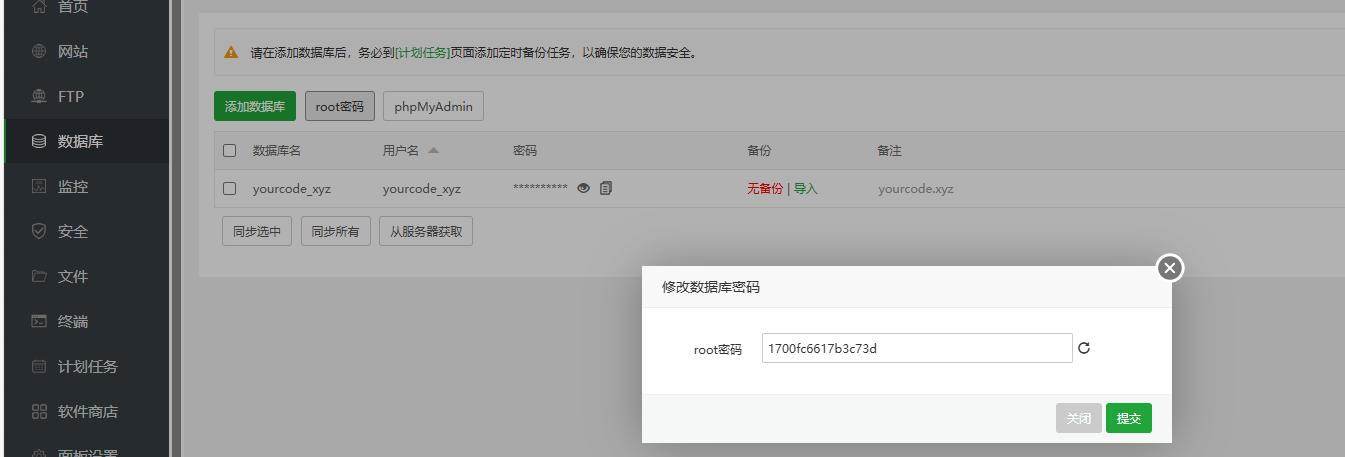 首页
网站
FTP
数据库
监控
安全
文件
终端
计划任务
软件商店
面板设置
请在添加数据库后，务必到[计划任务]页面添加定时备份任务，以确保您的数据安全。
添加数据库 root密码 phpMyAdmin
数据库名 用户名 密码 备份 备注
yourcode_xyz yourcode_xyz ********** 无备份 | 导入 yourcode.xyz
同步选中 同步所有 从服务器获取
修改数据库密码
root密码 1700fc6617b3c73d
关闭 提交